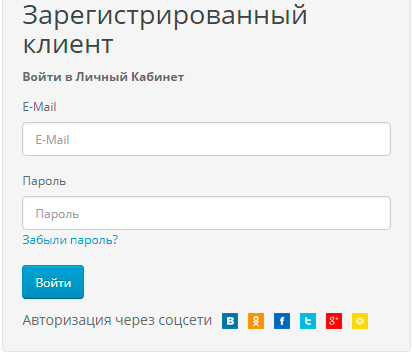 Зарегистрированный
клиент
Войти в Личный Кабинет
E-Mail
E-Mail
Пароль
Пароль
Забыли пароль?
Войти
Авторизация через соцсети